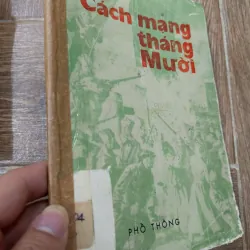 Cách mạng
tháng
Mười
PHỔ THÔNG